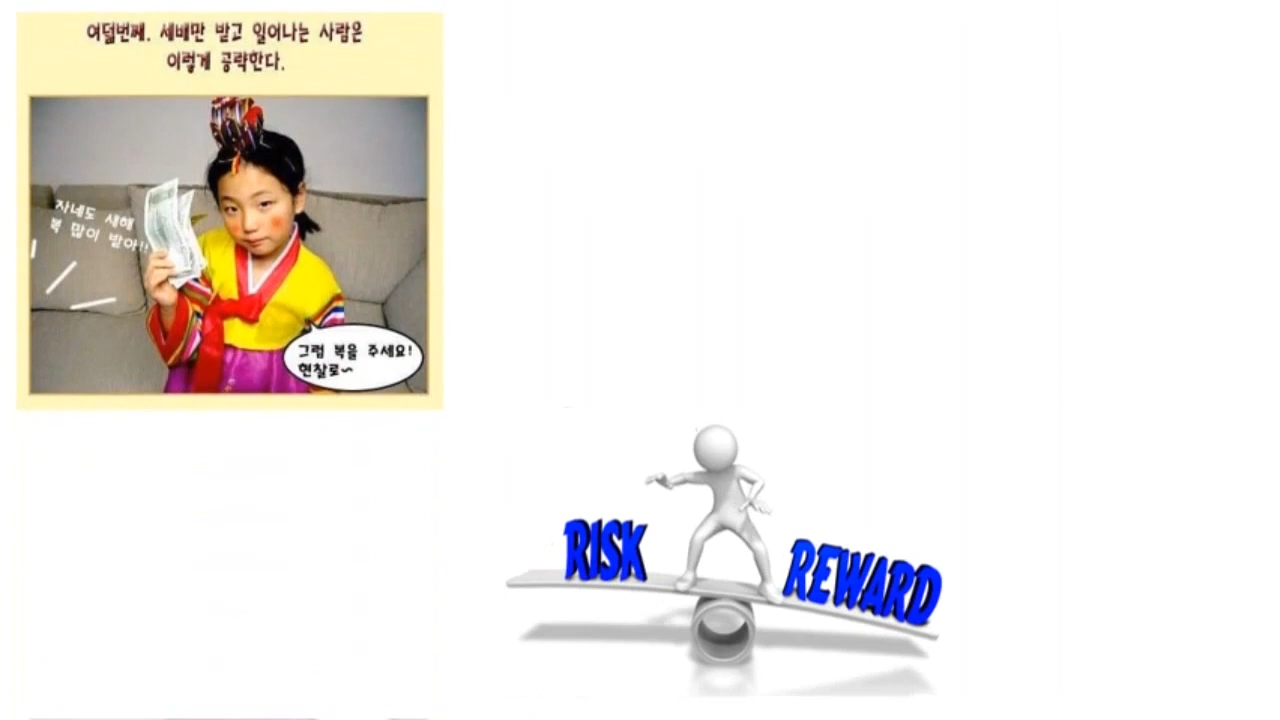 여덟번째. 세배만 받고 일어나는 사람은
이렇게 공략한다.
자네도 새해
복 많이 받아!!
그럼 복을 주세요!
현찰로~
RISK
REWARD